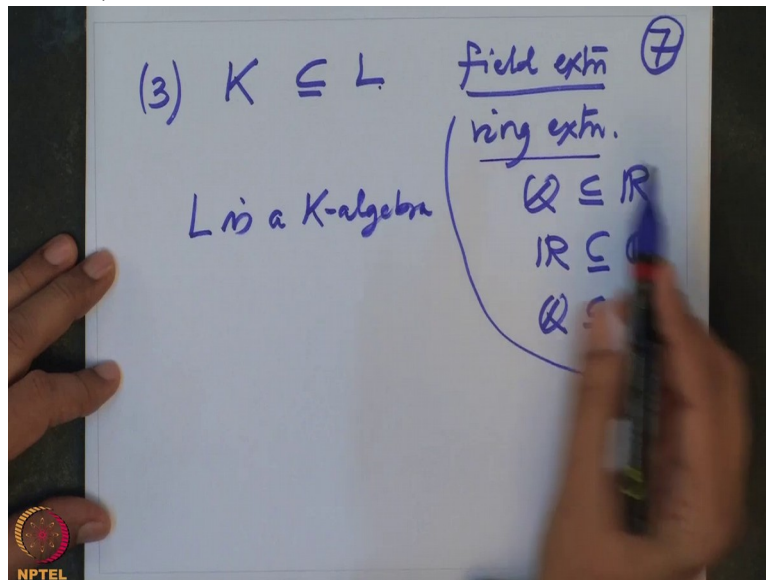 (3) K ⊆ L field extn ⑦
ring extn.
Q ⊆ R
L is a K-algebra
R ⊆
Q ⊆
NPTEL